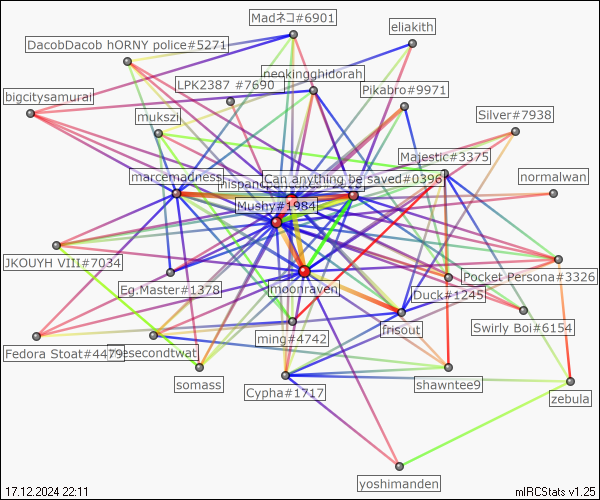 Madネコ#6901
eliakith
DacobDacob hORNY police#5271
neokingghidorah
LPK2387 #7690
Pikabro#9971
bigcitysamurai
mukszi
Silver#7938
Majestic#3375
marcemadness
Can anything be saved#0396
normalwan
Mushy#1984
JKOUYH VIII#7034
Eg.Master#1378
moonraven
Pocket Persona#3326
Duck#1245
Swirly Boi#6154
frisout
ming#4742
Fedora Stoat#4479
somass
Cypha#1717
shawntee9
zebula
yoshimanden
17.12.2024 22:11
mIRCStats v1.25